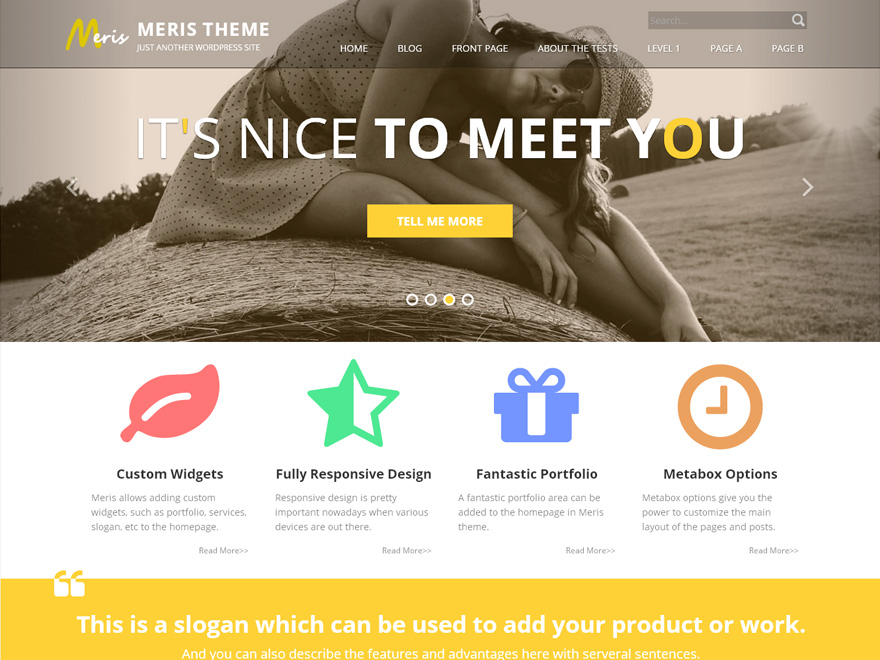 Meris
MERIS THEME
JUST ANOTHER WORDPRESS SITE
Search...
HOME BLOG FRONT PAGE ABOUT THE TESTS LEVEL 1 PAGE A PAGE B
IT'S NICE TO MEET YOU
TELL ME MORE
Custom Widgets
Meris allows adding custom
widgets, such as portfolio, services,
slogan, etc to the homepage.
Read More>>
Fully Responsive Design
Responsive design is pretty
important nowadays when various
devices are out there.
Read More>>
Fantastic Portfolio
A fantastic portfolio area can be
added to the homepage in Meris
theme.
Read More>>
Metabox Options
Metabox options give you the
power to customize the main
layout of the pages and posts.
Read More>>
This is a slogan which can be used to add your product or work.
And you can also describe the features and advantages here with serveral sentences.